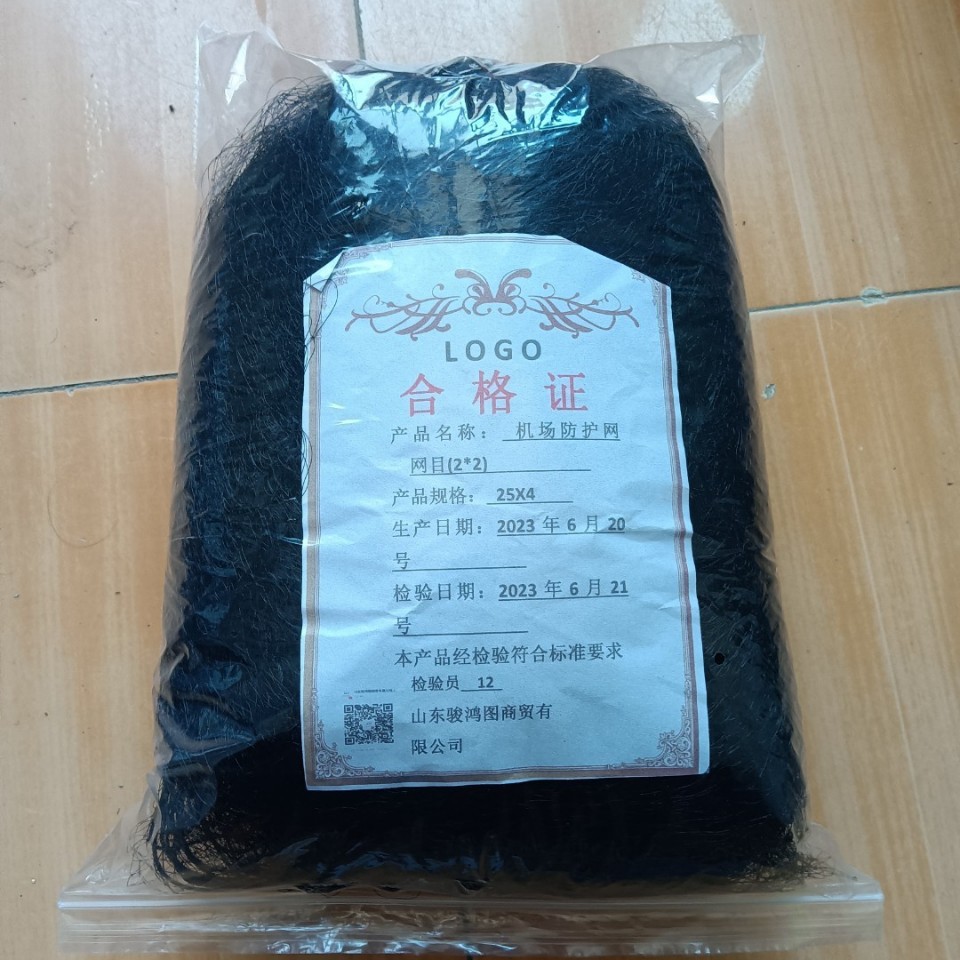 LOGO
合格证
产品名称： 机场防护网
网目(2*2)
产品规格： 25X4
生产日期：2023 年 6 月 20
号
检验日期：2023 年 6 月 21
号
本产品经检验符合标准要求
检验员 12
山东骏鸿图商贸有
限公司